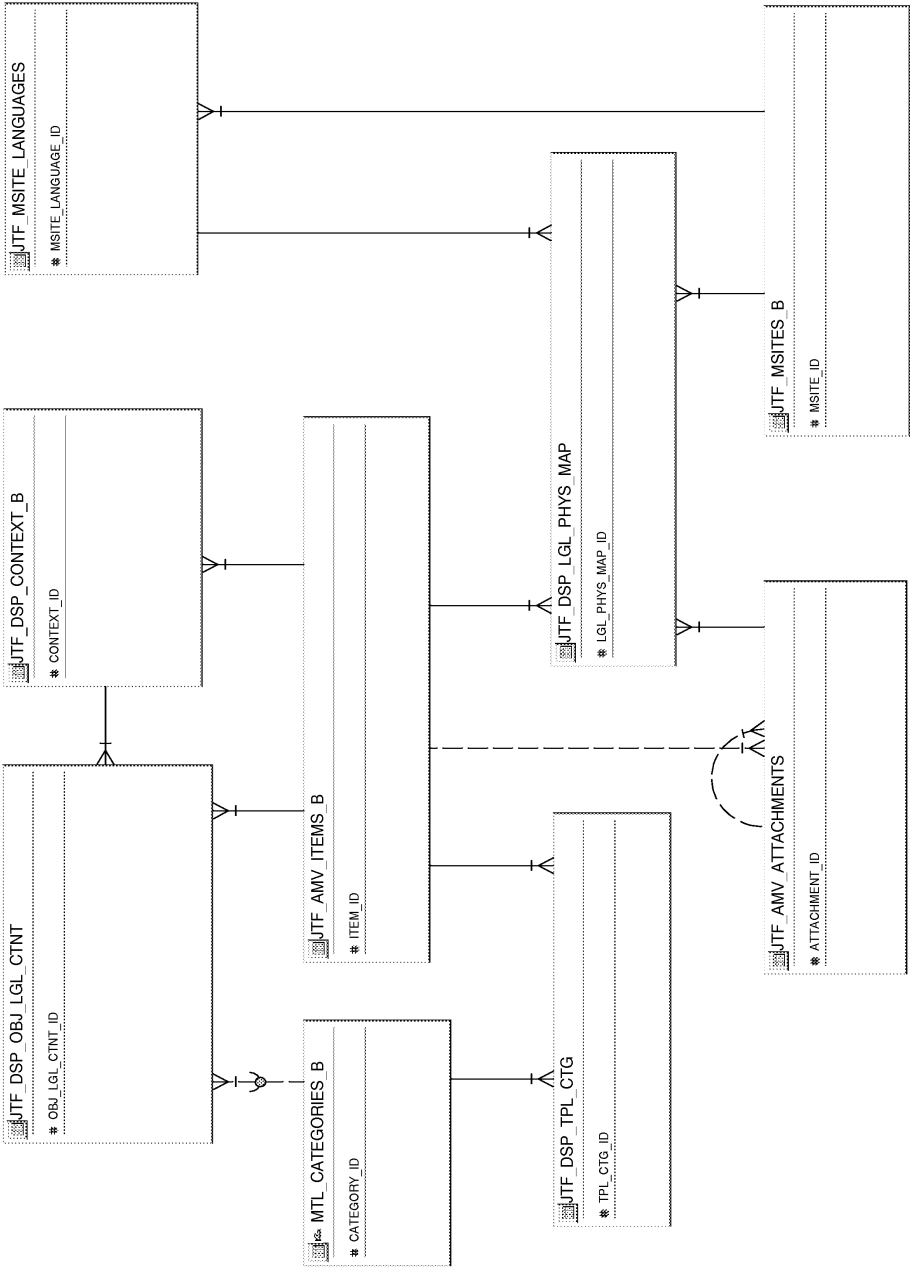 JTF_DSP_OBJ_LGL_CTNT
# OBJ_LGL_CTNT_ID
JTF_DSP_CONTEXT_B
# CONTEXT_ID
JTF_MSITE_LANGUAGES
# MSITE_LANGUAGE_ID
MTL_CATEGORIES_B
# CATEGORY_ID
JTF_AMV_ITEMS_B
# ITEM_ID
JTF_DSP_TPL_CTG
# TPL_CTG_ID
JTF_DSP_LGL_PHYS_MAP
# LGL_PHYS_MAP_ID
JTF_AMV_ATTACHMENTS
# ATTACHMENT_ID
JTF_MSITES_B
# MSITE_ID